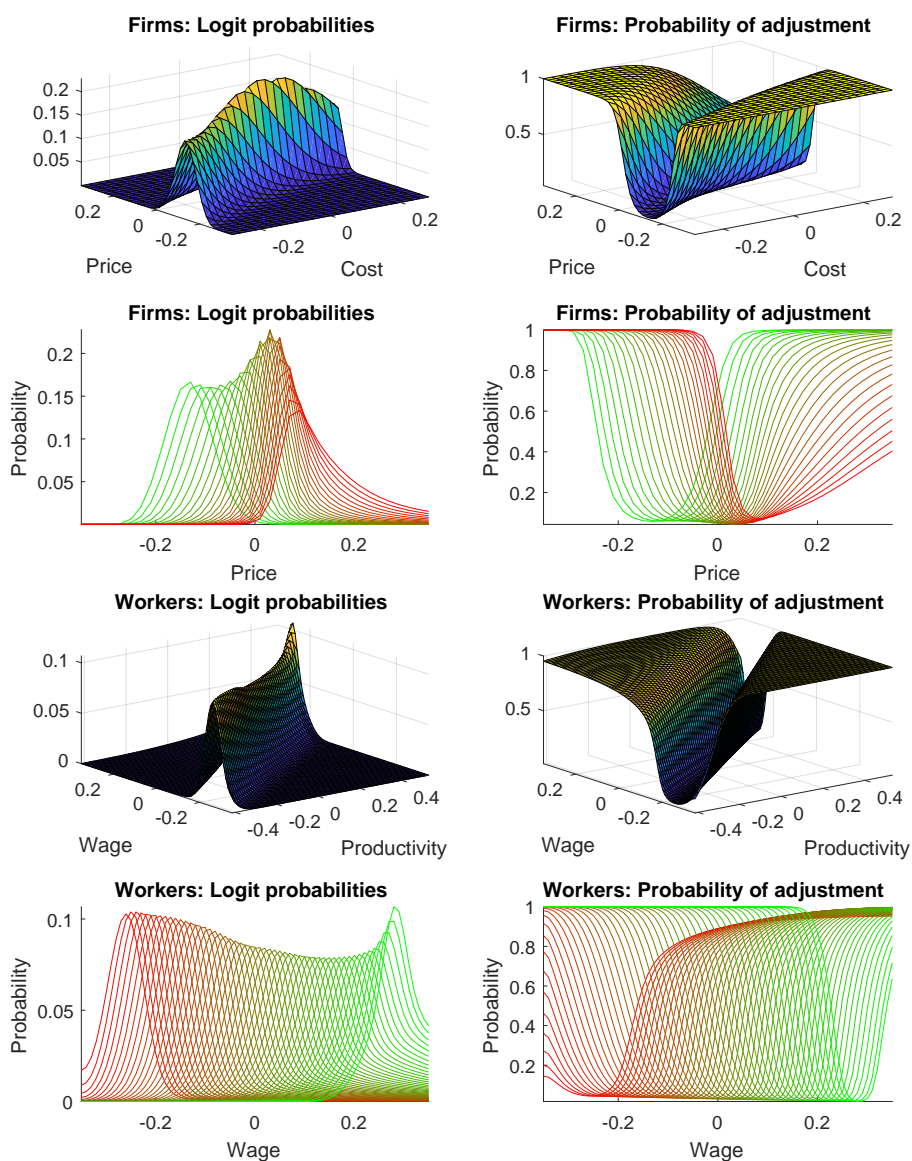 Firms: Logit probabilities
0.2
0.15
0.1
0.05
0.2
0
-0.2
Price
-0.2
0
0.2
Cost
Firms: Probability of adjustment
1
0.5
0.2
0
-0.2
Price
-0.2
0
0.2
Cost
Firms: Logit probabilities
Probability
0.2
0.15
0.1
0.05
-0.2
0
0.2
Price
Firms: Probability of adjustment
Probability
1
0.8
0.6
0.4
0.2
-0.2
0
0.2
Price
Workers: Logit probabilities
0.1
0.05
0
0.2
0
-0.2
Wage
-0.4
-0.2
0
0.2
0.4
Productivity
Workers: Probability of adjustment
1
0.5
0.2
0
-0.2
Wage
-0.4
-0.2
0
0.2
0.4
Productivity
Workers: Logit probabilities
Probability
0.1
0.05
0
-0.2
0
0.2
Wage
Workers: Probability of adjustment
Probability
1
0.8
0.6
0.4
0.2
-0.2
0
0.2
Wage